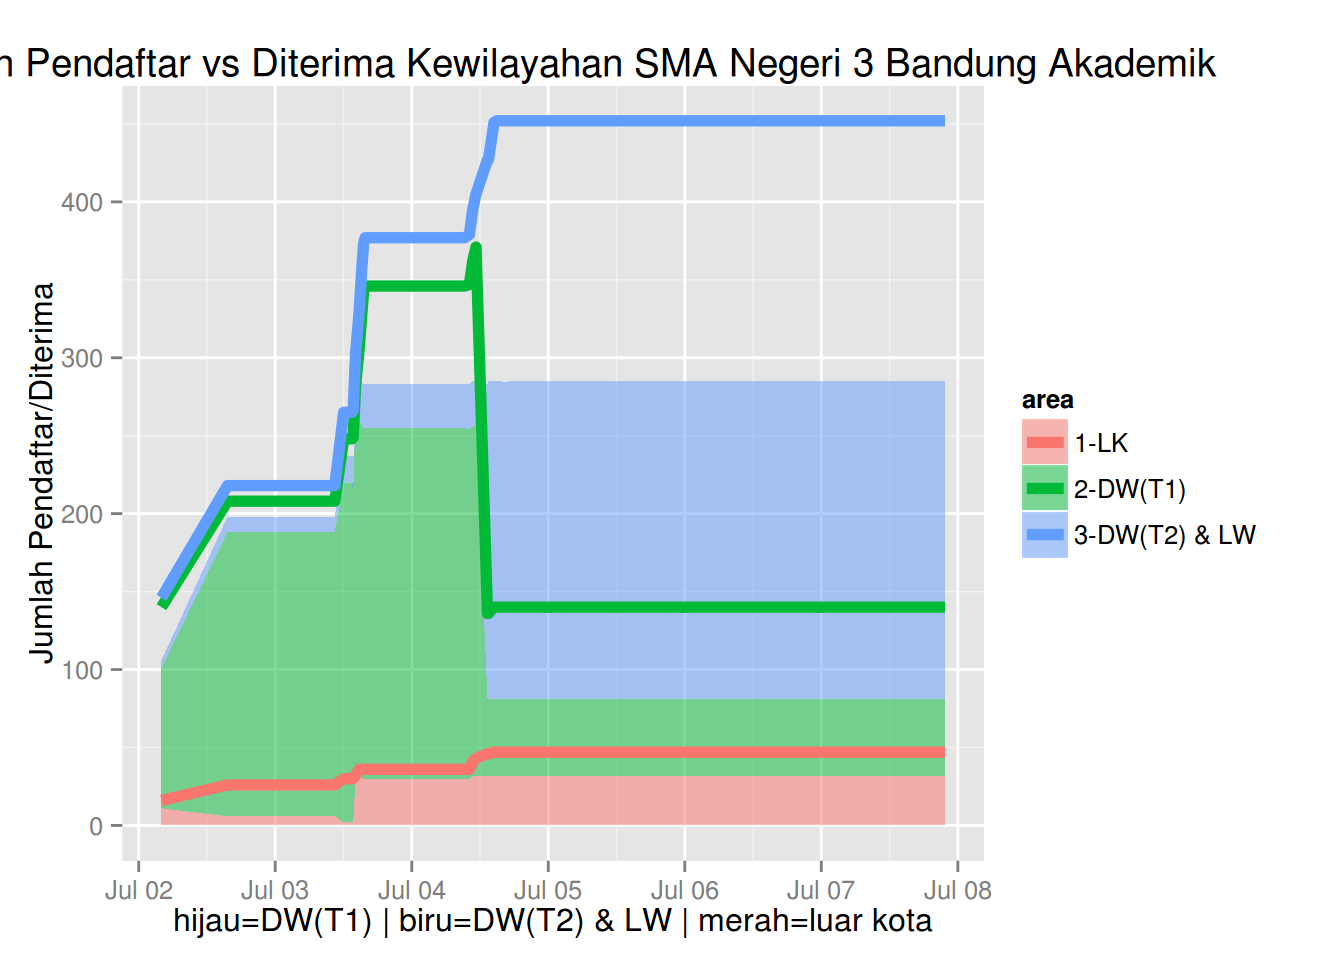 Pendaftar vs Diterima Kewilayahan SMA Negeri 3 Bandung Akademik
Jumlah Pendaftar/Diterima
400
300
200
100
0
Jul 02 Jul 03 Jul 04 Jul 05 Jul 06 Jul 07 Jul 08
hijau=DW(T1) | biru=DW(T2) & LW | merah=luar kota
area
1-LK
2-DW(T1)
3-DW(T2) & LW